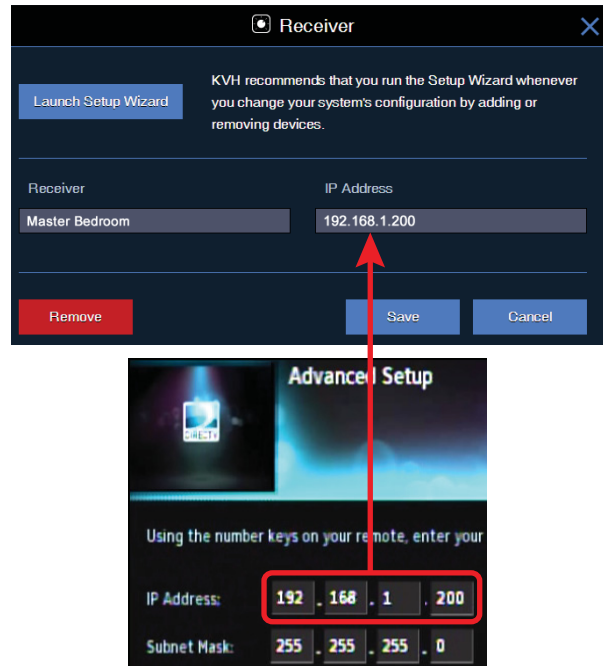 Receiver
Launch Setup Wizard
KVH recommends that you run the Setup Wizard whenever
you change your system's configuration by adding or
removing devices.
Receiver
IP Address
Master Bedroom
192.168.1.200
Remove
Save
Cancel
Advanced Setup
DIRECTV
Using the number keys on your remote, enter your
IP Address: 192 . 168 . 1 . 200
Subnet Mask: 255 . 255 . 255 . 0